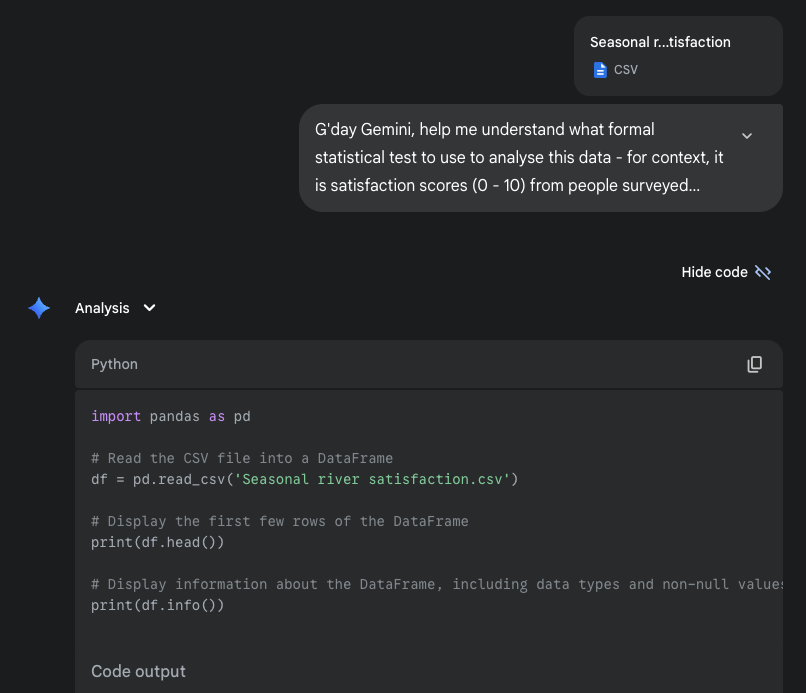 Seasonal r...tisfaction
CSV
G'day Gemini, help me understand what formal
statistical test to use to analyse this data - for context, it
is satisfaction scores (0 - 10) from people surveyed...
Hide code
Analysis
Python
import pandas as pd
# Read the CSV file into a DataFrame
df = pd.read_csv('Seasonal river satisfaction.csv')
# Display the first few rows of the DataFrame
print(df.head())
# Display information about the DataFrame, including data types and non-null values
print(df.info())
Code output